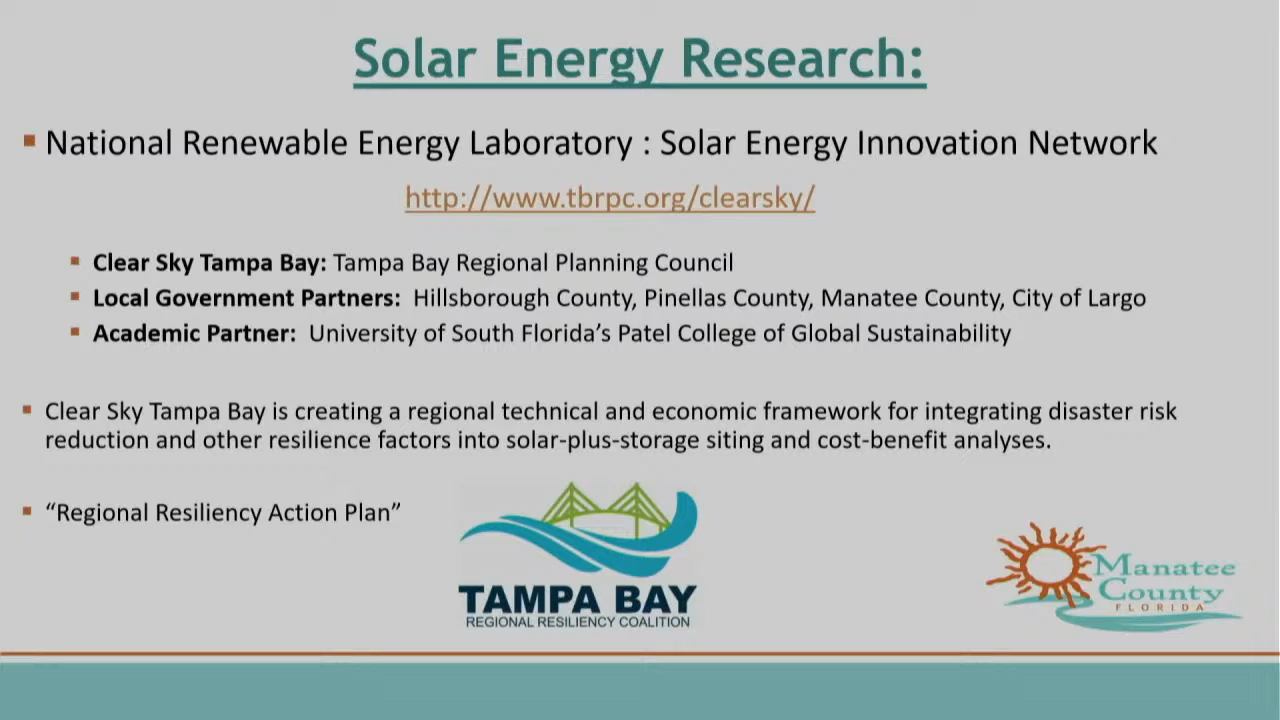 Solar Energy Research:
National Renewable Energy Laboratory : Solar Energy Innovation Network
http://www.tbrpc.org/clearsky/
Clear Sky Tampa Bay: Tampa Bay Regional Planning Council
Local Government Partners: Hillsborough County, Pinellas County, Manatee County, City of Largo
Academic Partner: University of South Florida’s Patel College of Global Sustainability
Clear Sky Tampa Bay is creating a regional technical and economic framework for integrating disaster risk
reduction and other resilience factors into solar-plus-storage siting and cost-benefit analyses.
“Regional Resiliency Action Plan”
TAMPA BAY
REGIONAL RESILIENCY COALITION
Manatee
County
FLORIDA